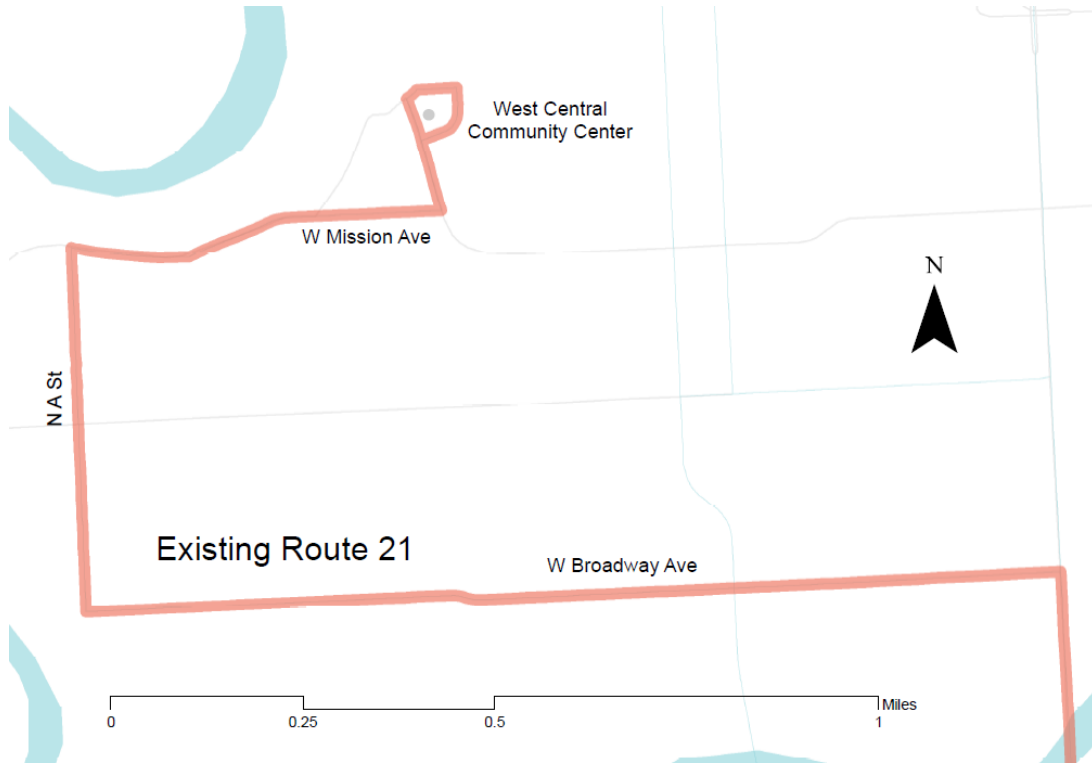 West Central
Community Center
W Mission Ave
N
N A St
Existing Route 21
W Broadway Ave
Miles
0
0.25
0.5
1